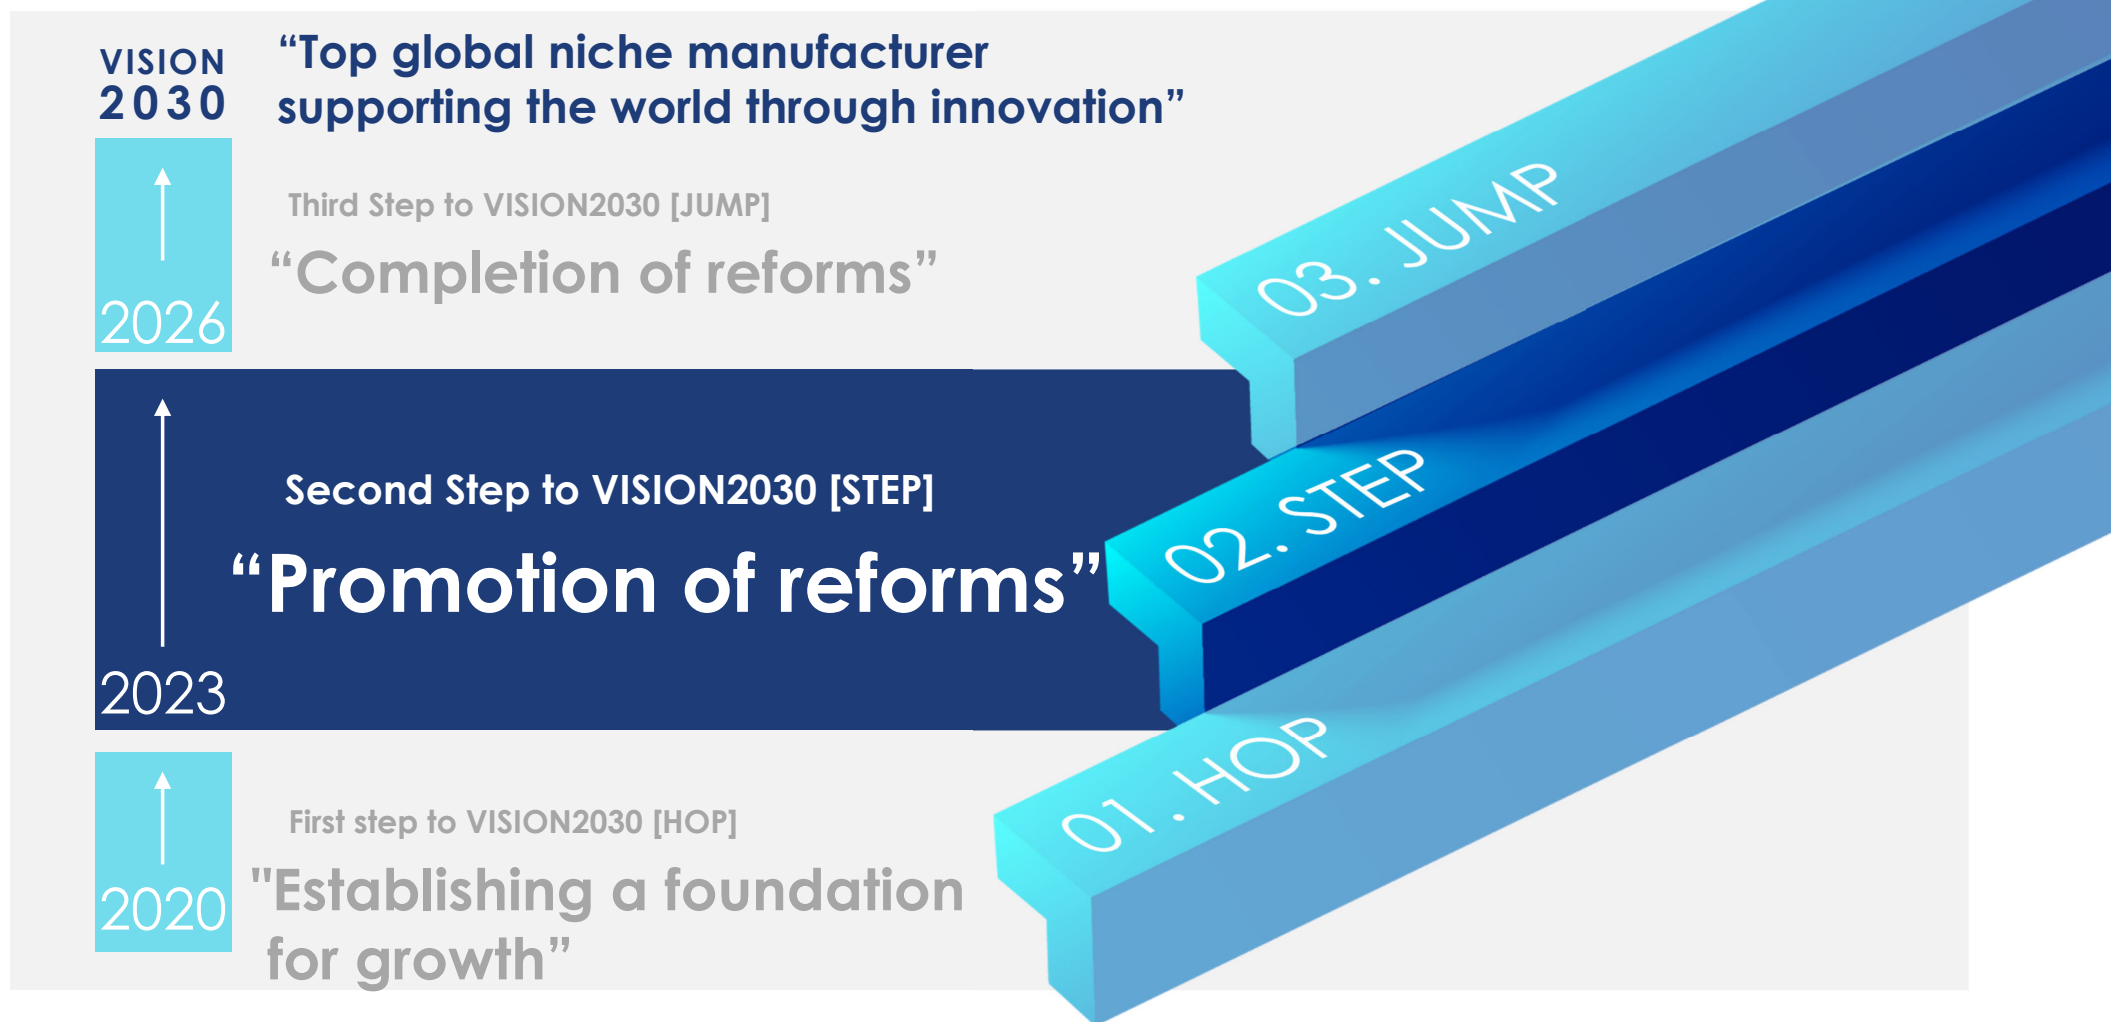 VISION
2030
“Top global niche manufacturer
supporting the world through innovation”
Third Step to VISION2030 [JUMP]
“Completion of reforms”
2026
03. JUMP
Second Step to VISION2030 [STEP]
“Promotion of reforms”
2023
02. STEP
First step to VISION2030 [HOP]
"Establishing a foundation
for growth”
2020
01. HOP